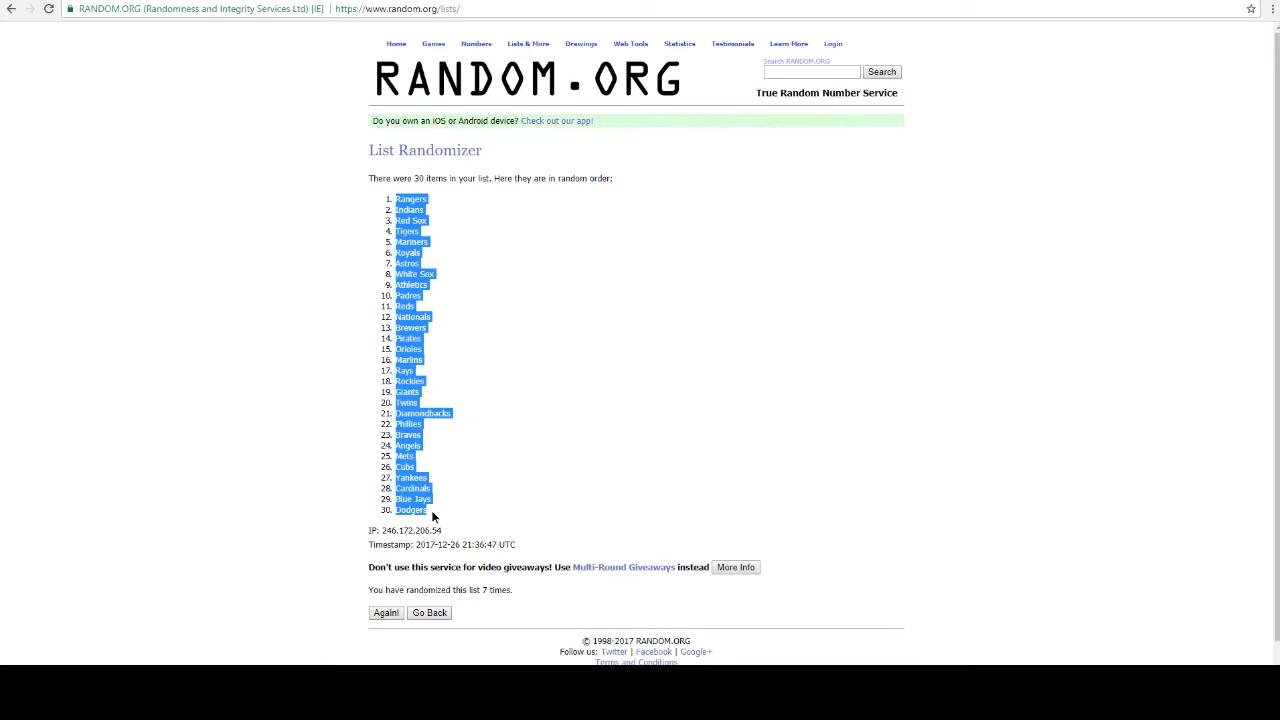 RANDOM.ORG (Randomness and Integrity Services Ltd) [IE] | https://www.random.org/lists/
Home Games Numbers Lists & More Drawings Web Tools Statistics Testimonials Learn More Login
RANDOM.ORG
Search RANDOM.ORG
Search
True Random Number Service
Do you own an iOS or Android device? Check out our app!
List Randomizer
There were 30 items in your list. Here they are in random order:
1. Rangers
2. Indians
3. Red Sox
4. Tigers
5. Mariners
6. Royals
7. Astros
8. White Sox
9. Athletics
10. Padres
11. Reds
12. Nationals
13. Brewers
14. Pirates
15. Orioles
16. Marlins
17. Rays
18. Rockies
19. Giants
20. Twins
21. Diamondbacks
22. Phillies
23. Braves
24. Angels
25. Mets
26. Cubs
27. Yankees
28. Cardinals
29. Blue Jays
30. Dodgers
IP: 246.172.206.54
Timestamp: 2017-12-26 21:36:47 UTC
Don't use this service for video giveaways! Use Multi-Round Giveaways instead More Info
You have randomized this list 7 times.
Again! Go Back
© 1998-2017 RANDOM.ORG
Follow us: Twitter | Facebook | Google+
Terms and Conditions